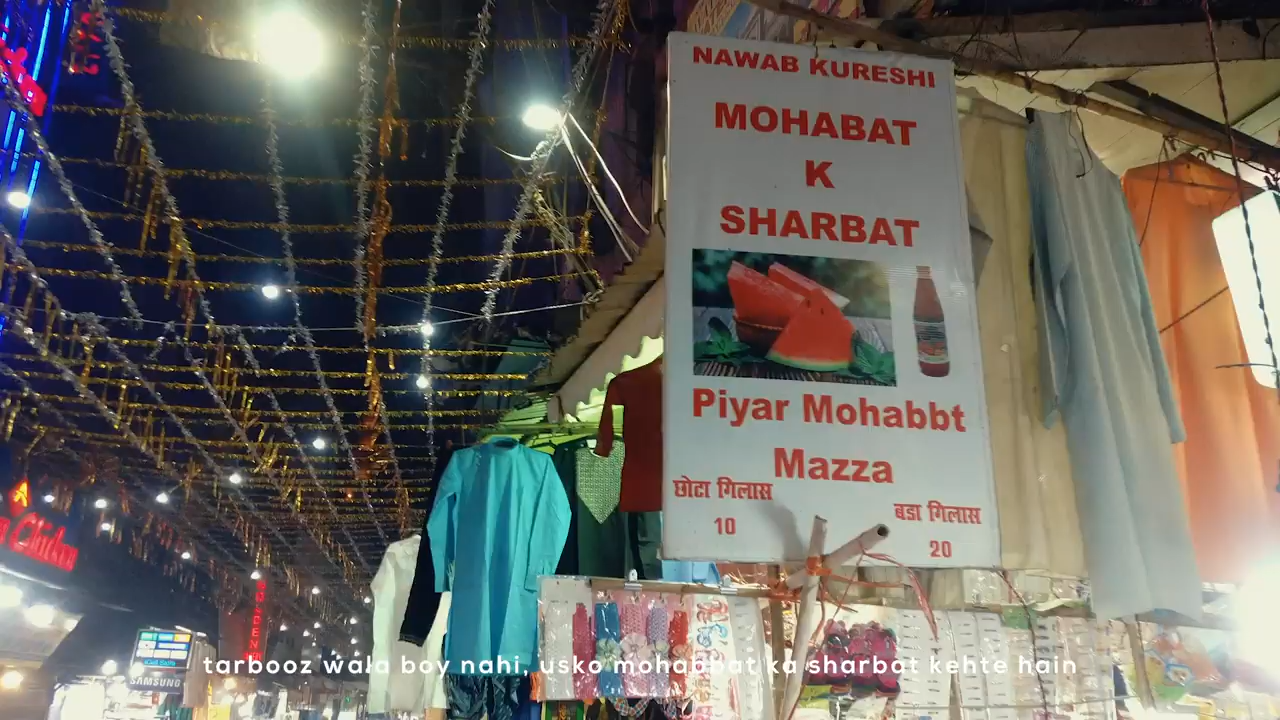 NAWAB KURESHI
MOHABAT
K
SHARBAT
Piyar Mohabbt
Mazza
छोटा गिलास
10
बडा गिलास
20
SAMSUNG
tarbooz wala boy nahi, usko mohabbat ka sharbat kehte hain